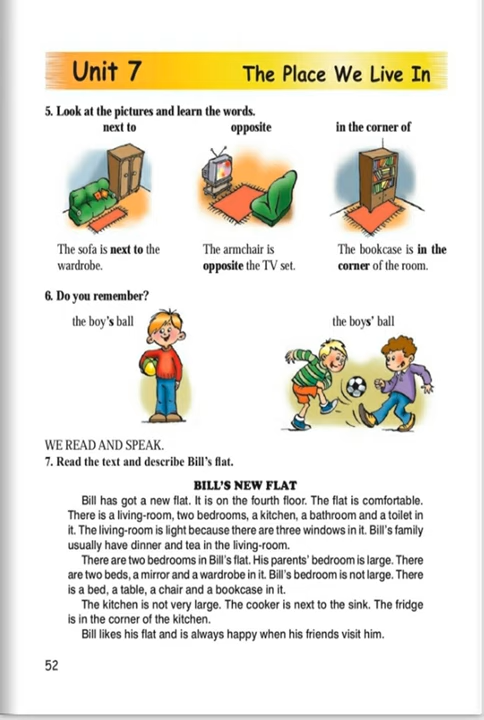 Unit 7 The Place We Live In
5. Look at the pictures and learn the words.
next to opposite in the corner of
The sofa is next to the
wardrobe.
The armchair is
opposite the TV set.
The bookcase is in the
corner of the room.
6. Do you remember?
the boy's ball the boys' ball
WE READ AND SPEAK.
7. Read the text and describe Bill's flat.
BILL'S NEW FLAT
Bill has got a new flat. It is on the fourth floor. The flat is comfortable.
There is a living-room, two bedrooms, a kitchen, a bathroom and a toilet in
it. The living-room is light because there are three windows in it. Bill's family
usually have dinner and tea in the living-room.
There are two bedrooms in Bill's flat. His parents' bedroom is large. There
are two beds, a mirror and a wardrobe in it. Bill's bedroom is not large. There
is a bed, a table, a chair and a bookcase in it.
The kitchen is not very large. The cooker is next to the sink. The fridge
is in the corner of the kitchen.
Bill likes his flat and is always happy when his friends visit him.
52